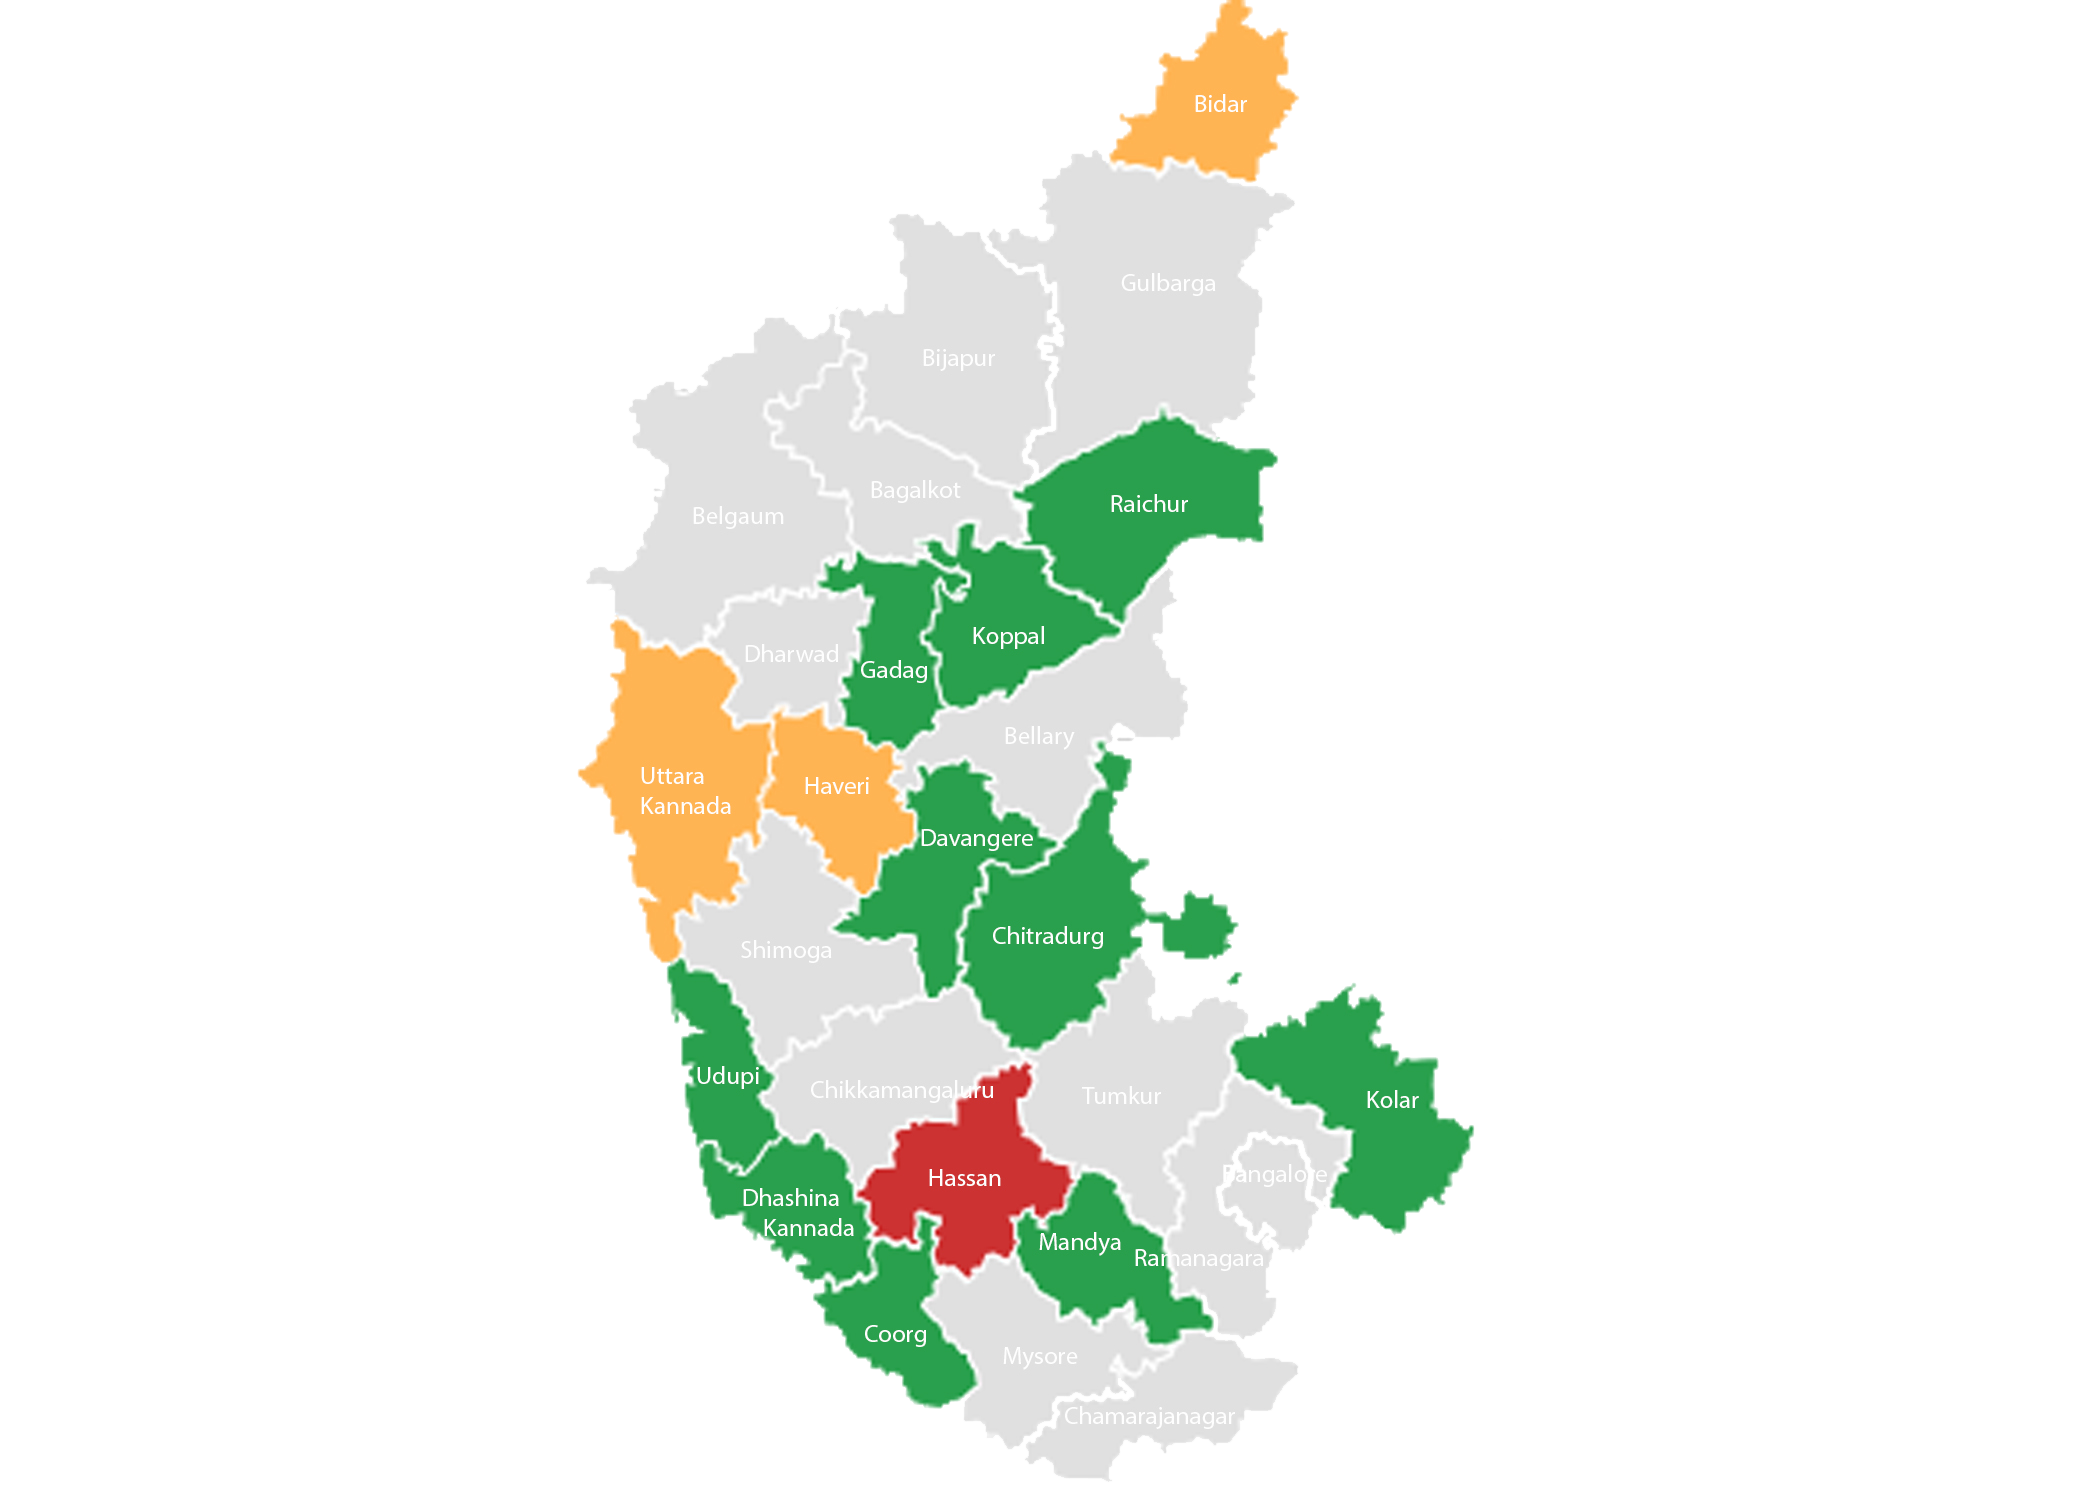 Bidar
Gulbarga
Bijapur
Bagalkot
Raichur
Belgaum
Koppal
Dharwad
Gadag
Bellary
Uttara
Kannada
Haveri
Davangere
Chitradurg
Shimoga
Udupi
Chikkamangaluru
Tumkur
Kolar
Hassan
Bangalore
Dhashina
Kannada
Mandya
Ramanagara
Coorg
Mysore
Chamarajanagar